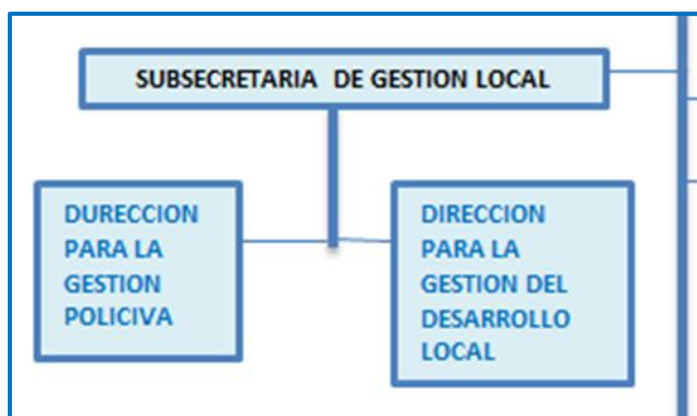 SUBSECRETARIA DE GESTION LOCAL
DURECCION
PARA LA
GESTION
POLICIVA
DIRECCION
PARA LA
GESTION DEL
DESARROLLO
LOCAL